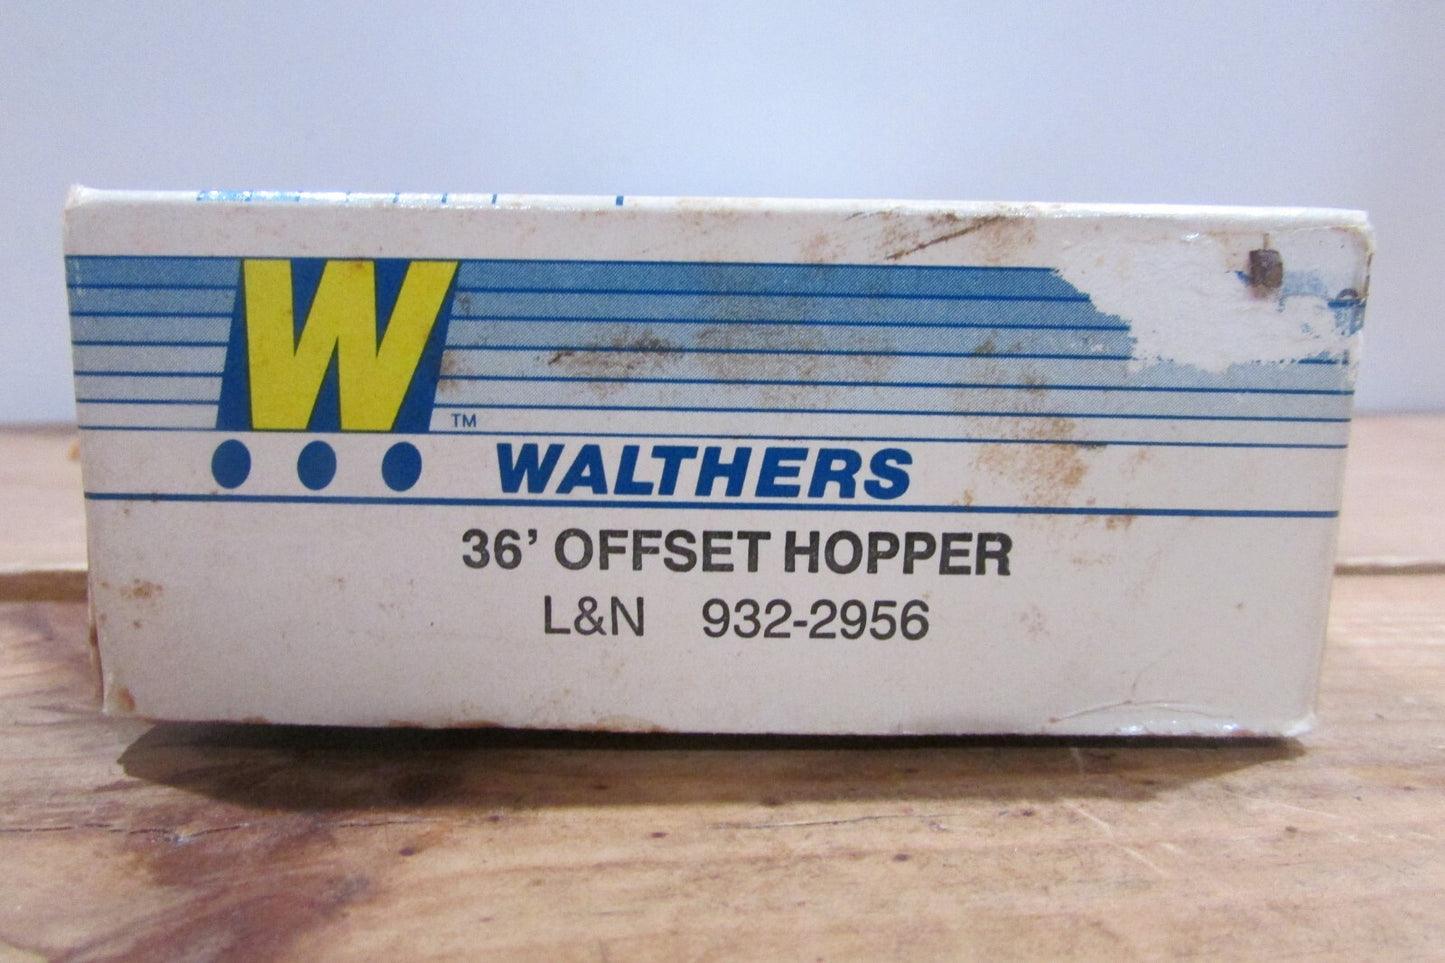 W
TM
WALTHERS
36' OFFSET HOPPER
L&N 932-2956